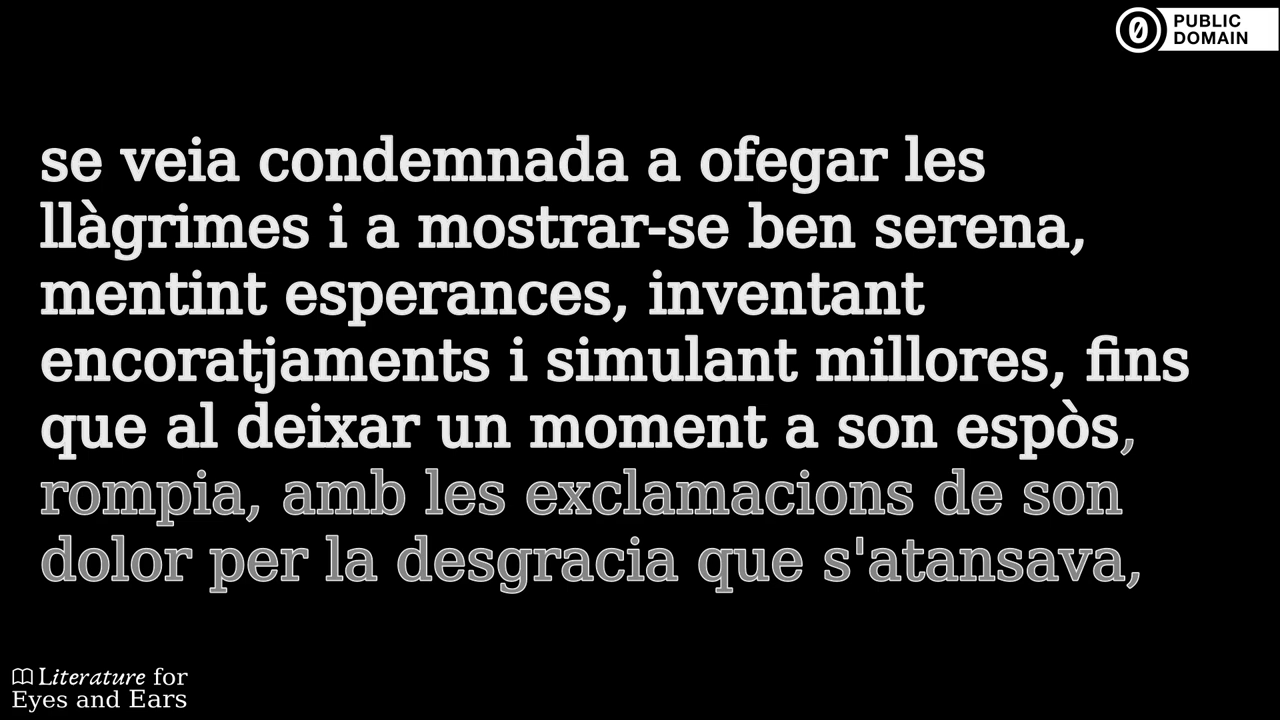 PUBLIC
DOMAIN
se veia condemnada a ofegar les
llàgrimes i a mostrar-se ben serena,
mentint esperances, inventant
encoratjaments i simulant millores, fins
que al deixar un moment a son espòs,
rompia, amb les exclamacions de son
dolor per la desgracia que s'atansava,
Literature for
Eyes and Ears